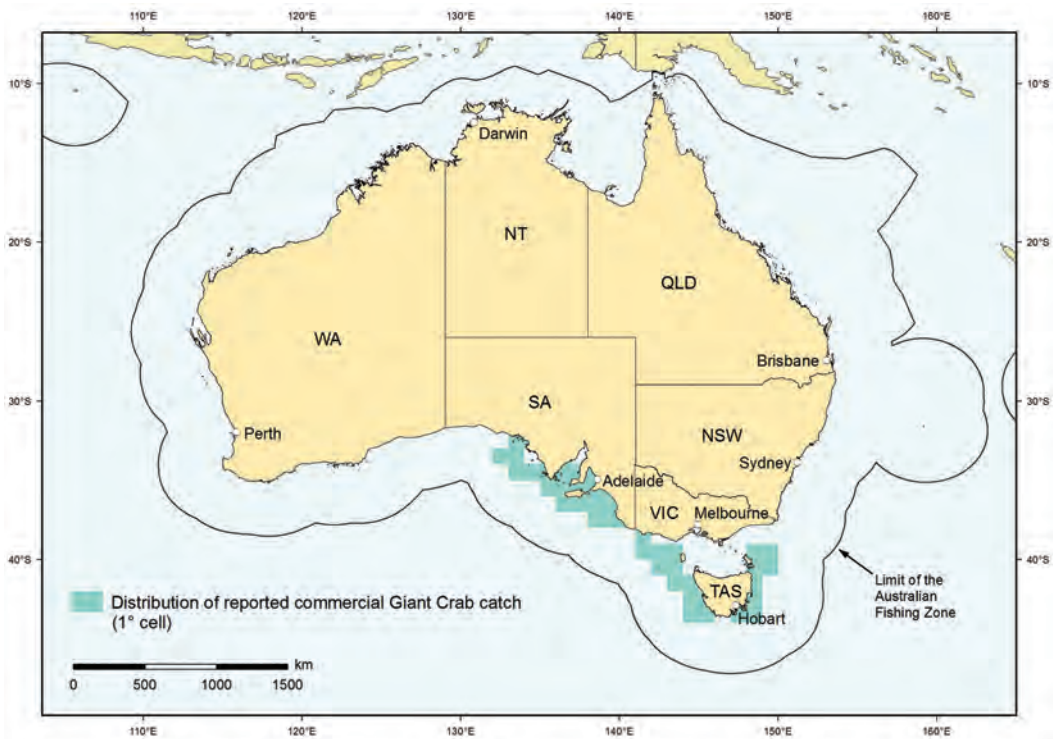 110°E 120°E 130°E 140°E 150°E 160°E
10°S 10°S
Darwin
20°S 20°S
NT
QLD
WA
Brisbane
30°S 30°S
SA
Perth
NSW
Sydney
Adelaide
VIC Melbourne
40°S 40°S
TAS
Hobart
Limit of the
Australian
Fishing Zone
Distribution of reported commercial Giant Crab catch
(1° cell)
km
0 500 1000 1500
110°E 120°E 130°E 140°E 150°E 160°E